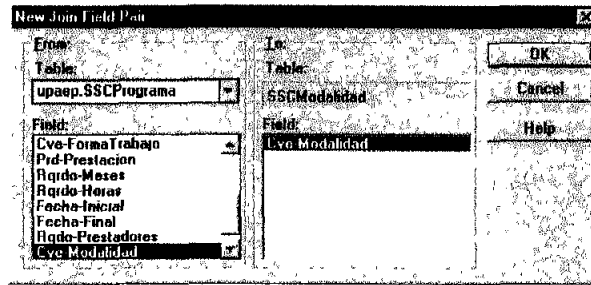 New Join Field Pair
From:
Table:
upaep.SSCPrograma
Field:
Cve-FormaTrabajo
Prd-Prestacion
Rqrdo-Meses
Rqrdo-Horas
Fecha-Inicial
Fecha-Final
Rqdo-Prestadores
Cve-Modalidad
To:
Table:
SSCModalidad
Field:
Cve-Modalidad
OK
Cancel
Help